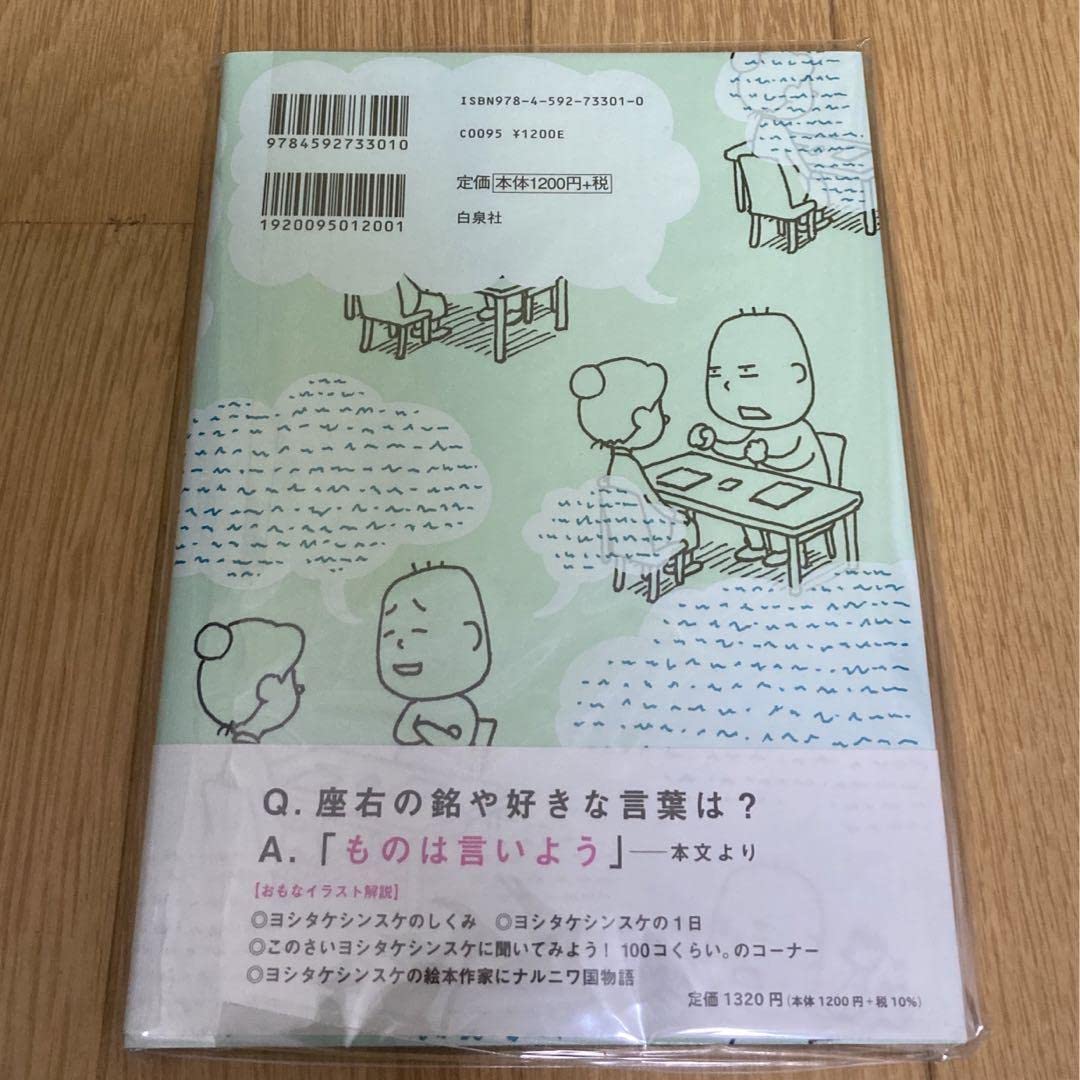 ISBN978-4-592-73301-0
9784592733010
C0095 ¥1200E
定価 本体1200円+税
1920095012001
白泉社
Q. 座右の銘や好きな言葉は?
A.「ものは言いよう」──本文より
【おもなイラスト解説】
◎ヨシタケシンスケのしくみ ◎ヨシタケシンスケの1日
◎このさいヨシタケシンスケに聞いてみよう! 100コくらい。のコーナー
◎ヨシタケシンスケの絵本作家にナルニワ国物語
定価1320円(本体1200円+税10%)